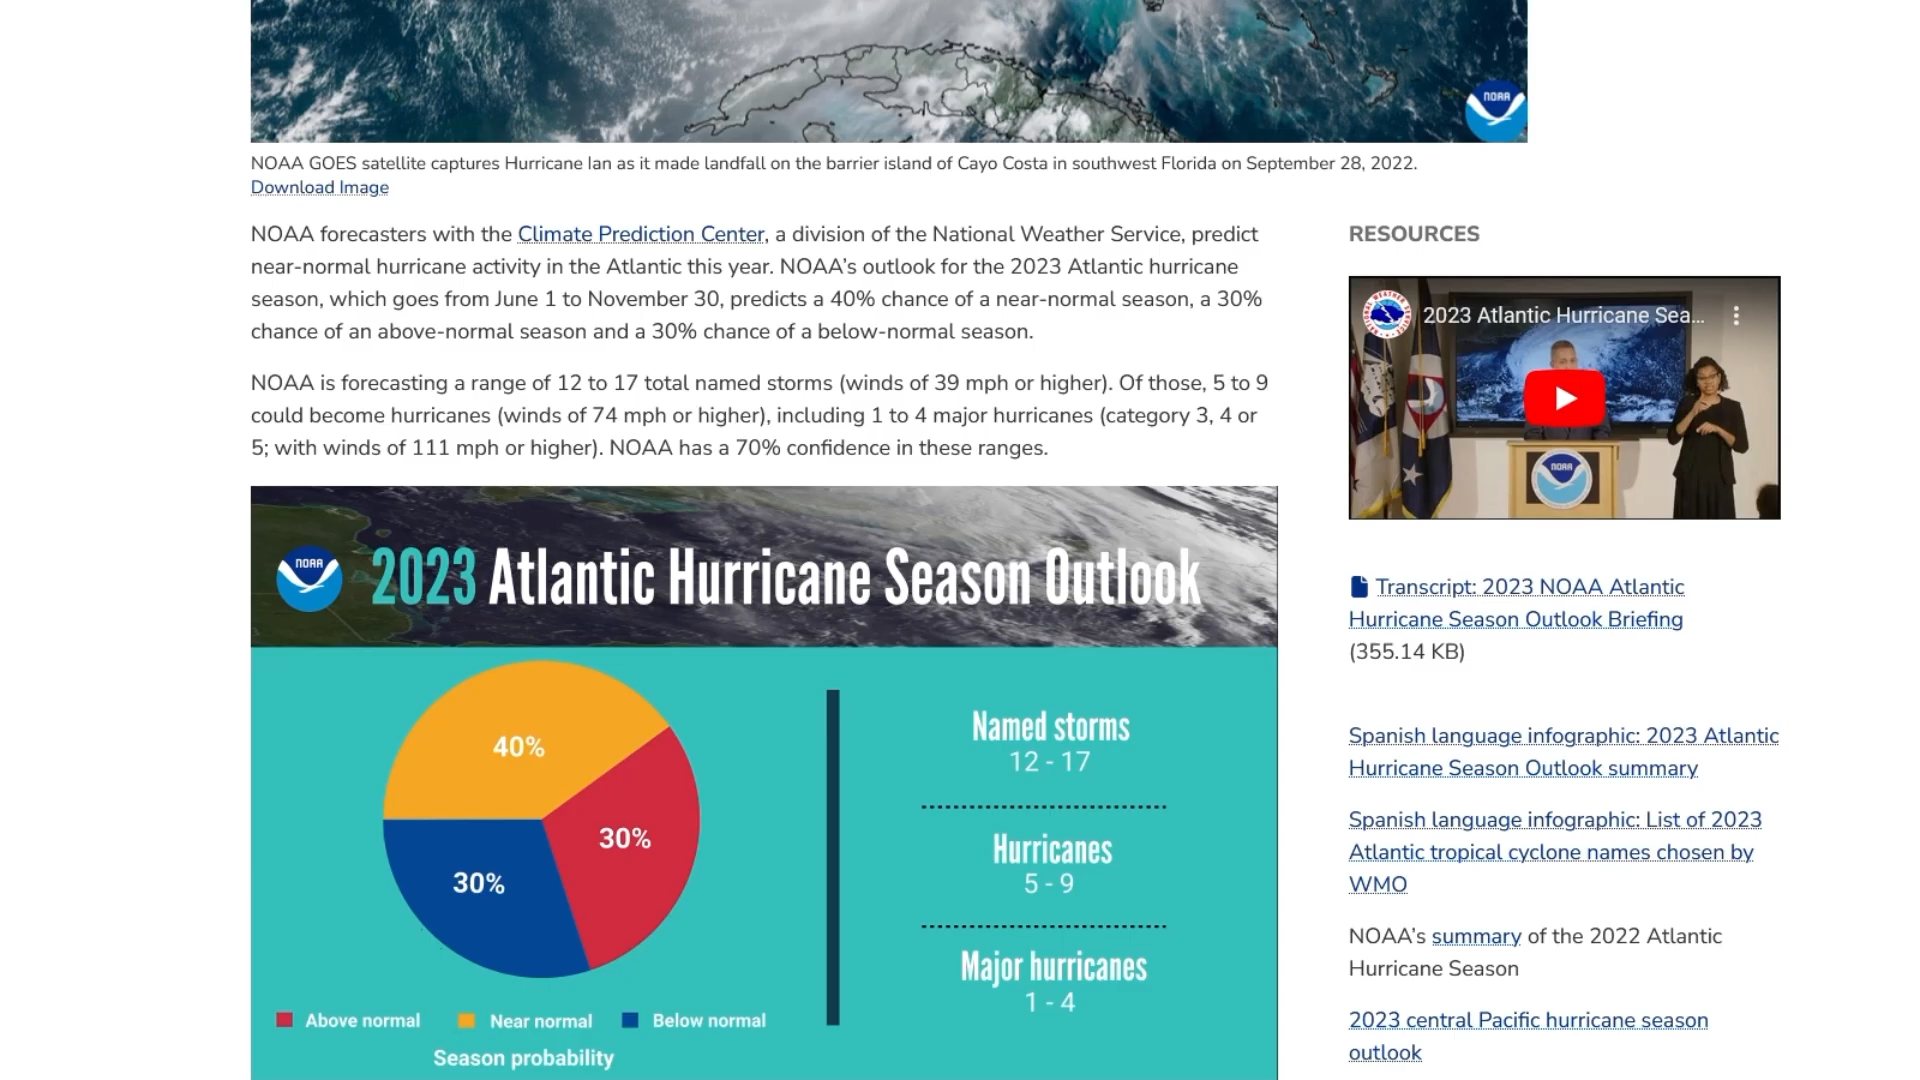 NOAA
NOAA GOES satellite captures Hurricane Ian as it made landfall on the barrier island of Cayo Costa in southwest Florida on September 28, 2022.
Download Image
NOAA forecasters with the Climate Prediction Center, a division of the National Weather Service, predict
near-normal hurricane activity in the Atlantic this year. NOAA’s outlook for the 2023 Atlantic hurricane
season, which goes from June 1 to November 30, predicts a 40% chance of a near-normal season, a 30%
chance of an above-normal season and a 30% chance of a below-normal season.
NOAA is forecasting a range of 12 to 17 total named storms (winds of 39 mph or higher). Of those, 5 to 9
could become hurricanes (winds of 74 mph or higher), including 1 to 4 major hurricanes (category 3, 4 or
5; with winds of 111 mph or higher). NOAA has a 70% confidence in these ranges.
NOAA
2023 Atlantic Hurricane Season Outlook
40%
30%
30%
Above normal
Near normal
Below normal
Season probability
Named storms
12 - 17
Hurricanes
5 - 9
Major hurricanes
1 - 4
RESOURCES
NATIONAL WEATHER SERVICE
2023 Atlantic Hurricane Sea...
NOAA
Transcript: 2023 NOAA Atlantic
Hurricane Season Outlook Briefing
(355.14 KB)
Spanish language infographic: 2023 Atlantic
Hurricane Season Outlook summary
Spanish language infographic: List of 2023
Atlantic tropical cyclone names chosen by
WMO
NOAA’s summary of the 2022 Atlantic
Hurricane Season
2023 central Pacific hurricane season
outlook